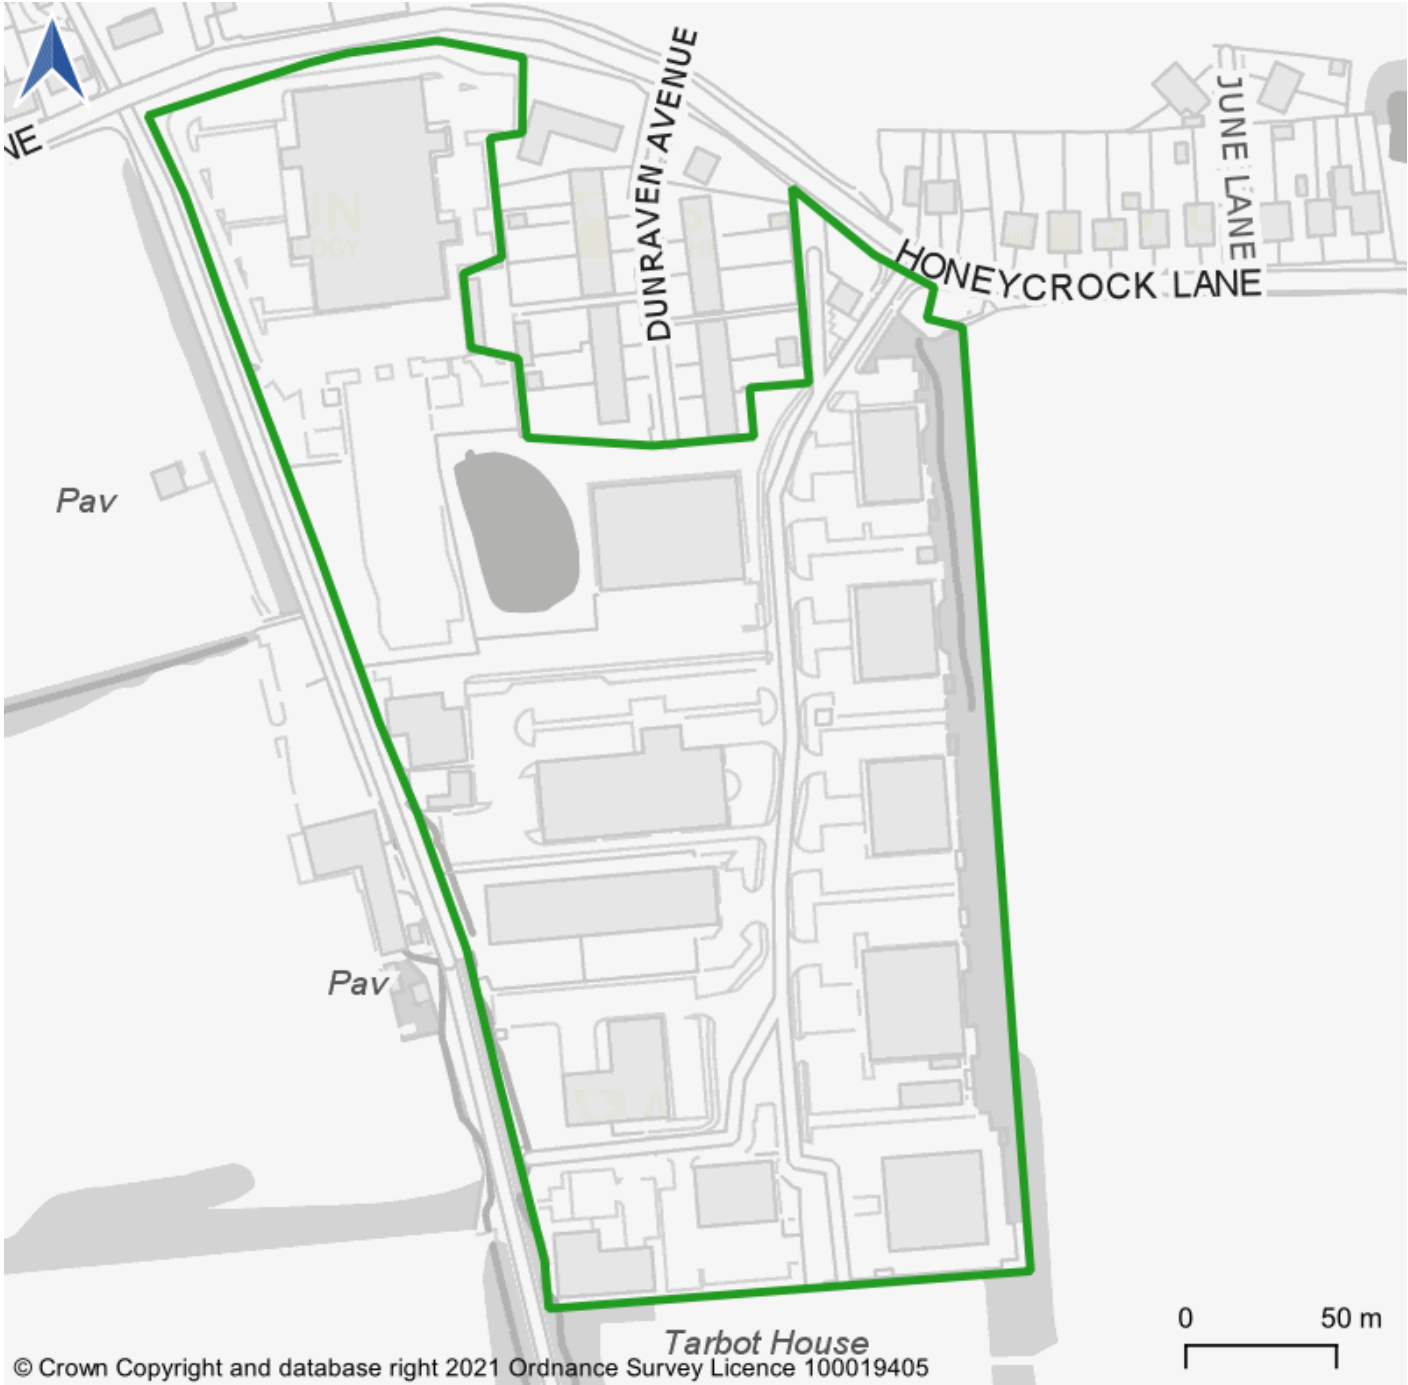 NE
DUNRAVEN AVENUE
JUNE LANE
HONEYCROCK LANE
Pav
Pav
Tarbot House
0 50 m
© Crown Copyright and database right 2021 Ordnance Survey Licence 100019405